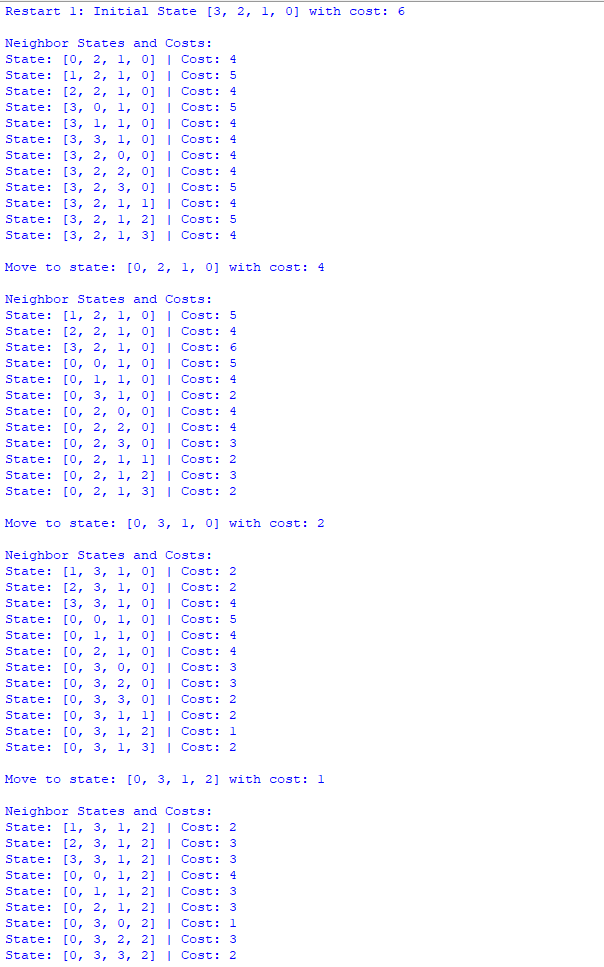 Restart 1: Initial State [3, 2, 1, 0] with cost: 6
Neighbor States and Costs:
State: [0, 2, 1, 0] | Cost: 4
State: [1, 2, 1, 0] | Cost: 5
State: [2, 2, 1, 0] | Cost: 4
State: [3, 0, 1, 0] | Cost: 5
State: [3, 1, 1, 0] | Cost: 4
State: [3, 3, 1, 0] | Cost: 4
State: [3, 2, 0, 0] | Cost: 4
State: [3, 2, 2, 0] | Cost: 4
State: [3, 2, 3, 0] | Cost: 5
State: [3, 2, 1, 1] | Cost: 4
State: [3, 2, 1, 2] | Cost: 5
State: [3, 2, 1, 3] | Cost: 4
Move to state: [0, 2, 1, 0] with cost: 4
Neighbor States and Costs:
State: [1, 2, 1, 0] | Cost: 5
State: [2, 2, 1, 0] | Cost: 4
State: [3, 2, 1, 0] | Cost: 6
State: [0, 0, 1, 0] | Cost: 5
State: [0, 1, 1, 0] | Cost: 4
State: [0, 3, 1, 0] | Cost: 2
State: [0, 2, 0, 0] | Cost: 4
State: [0, 2, 2, 0] | Cost: 4
State: [0, 2, 3, 0] | Cost: 3
State: [0, 2, 1, 1] | Cost: 2
State: [0, 2, 1, 2] | Cost: 3
State: [0, 2, 1, 3] | Cost: 2
Move to state: [0, 3, 1, 0] with cost: 2
Neighbor States and Costs:
State: [1, 3, 1, 0] | Cost: 2
State: [2, 3, 1, 0] | Cost: 2
State: [3, 3, 1, 0] | Cost: 4
State: [0, 0, 1, 0] | Cost: 5
State: [0, 1, 1, 0] | Cost: 4
State: [0, 2, 1, 0] | Cost: 4
State: [0, 3, 0, 0] | Cost: 3
State: [0, 3, 2, 0] | Cost: 3
State: [0, 3, 3, 0] | Cost: 2
State: [0, 3, 1, 1] | Cost: 2
State: [0, 3, 1, 2] | Cost: 1
State: [0, 3, 1, 3] | Cost: 2
Move to state: [0, 3, 1, 2] with cost: 1
Neighbor States and Costs:
State: [1, 3, 1, 2] | Cost: 2
State: [2, 3, 1, 2] | Cost: 3
State: [3, 3, 1, 2] | Cost: 3
State: [0, 0, 1, 2] | Cost: 4
State: [0, 1, 1, 2] | Cost: 3
State: [0, 2, 1, 2] | Cost: 3
State: [0, 3, 0, 2] | Cost: 1
State: [0, 3, 2, 2] | Cost: 3
State: [0, 3, 3, 2] | Cost: 2